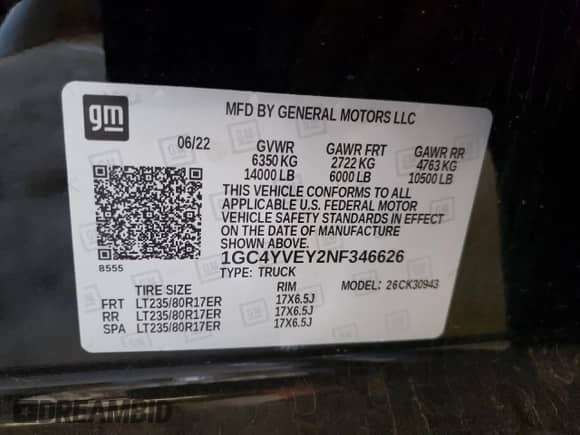 gm
MFD BY GENERAL MOTORS LLC
06/22 GVWR GAWR FRT GAWR RR
6350 KG 2722 KG 4763 KG
14000 LB 6000 LB 10500 LB
THIS VEHICLE CONFORMS TO ALL
APPLICABLE U.S. FEDERAL MOTOR
VEHICLE SAFETY STANDARDS IN EFFECT
ON THE DATE OF MANUFACTURE
SHOWN ABOVE.
8555
1GC4YVEY2NF346626
TYPE: TRUCK
TIRE SIZE RIM MODEL: 26CK30943
FRT LT235/80R17ER 17X6.5J
RR LT235/80R17ER 17X6.5J
SPA LT235/80R17ER 17X6.5J
DREAMBID